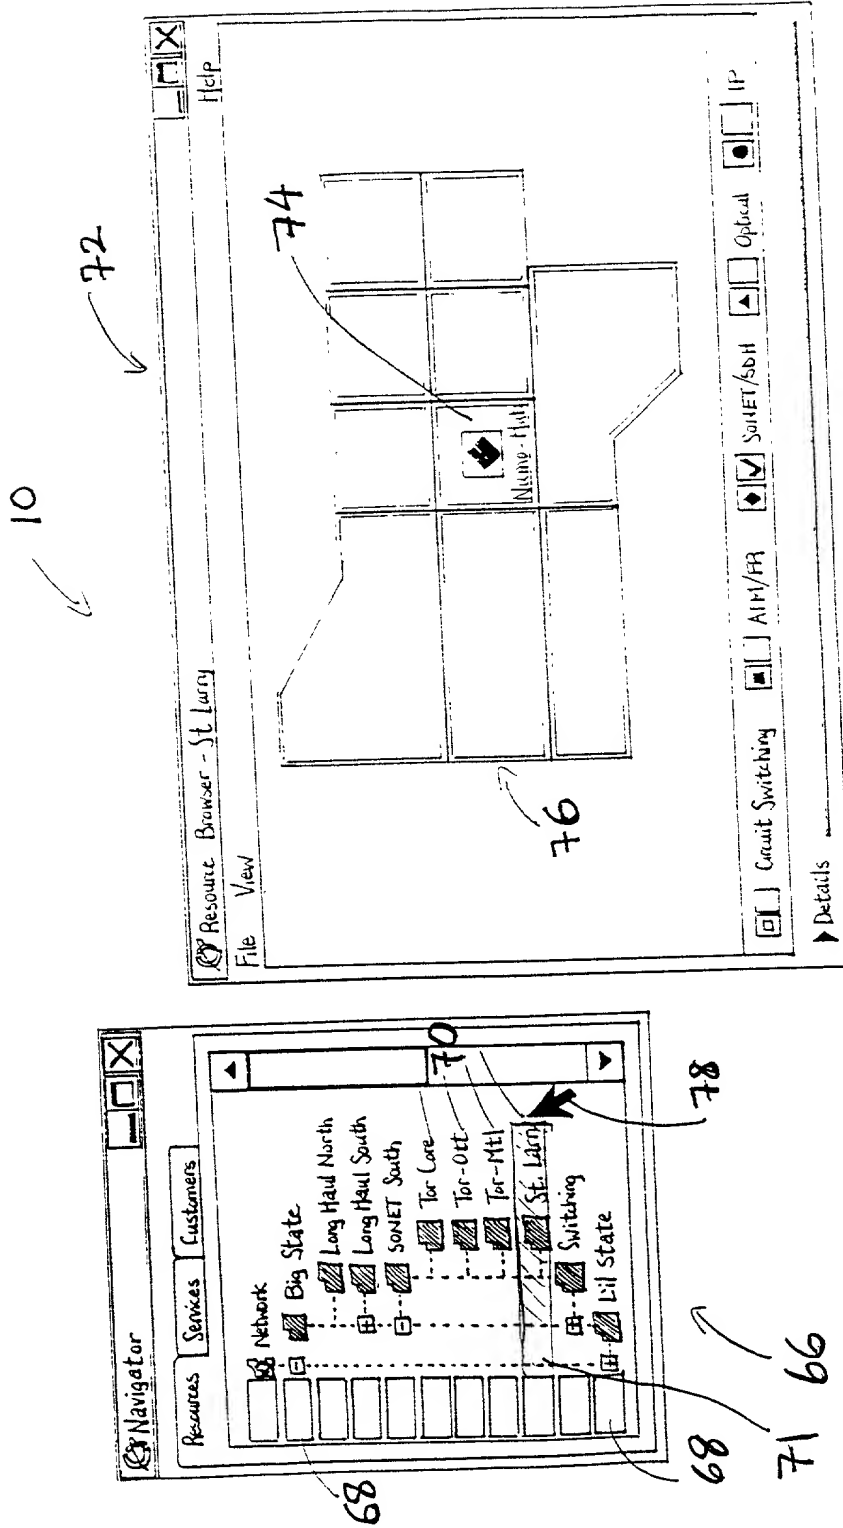 10
72
Resource Browser - St Larry
File View Help
74
76
Circuit Switching ATM/FR SONET/SDH Optical IP
Details
Navigator
Resources Services Customers
Network
Big State
Long Haul North
Long Haul South
SONET South
Tor Core
Tor-Ott
Tor-Mtl
St. Larry
Switching
Lil State
70
78
68
68
71
66